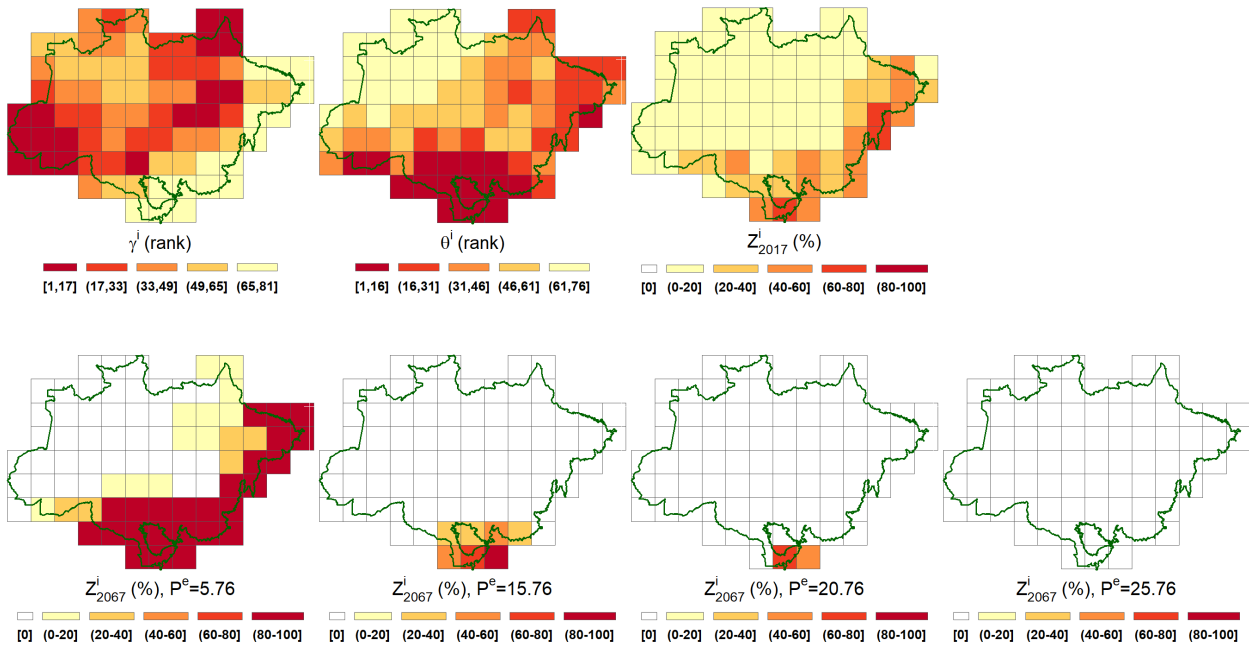 γ^i (rank)
[1,17] (17,33] (33,49] (49,65] (65,81]
θ^i (rank)
[1,16] (16,31] (31,46] (46,61] (61,76]
Z^i_2017 (%)
[0] (0-20] (20-40] (40-60] (60-80] (80-100]
Z^i_2067 (%), P^e=5.76
[0] (0-20] (20-40] (40-60] (60-80] (80-100]
Z^i_2067 (%), P^e=15.76
[0] (0-20] (20-40] (40-60] (60-80] (80-100]
Z^i_2067 (%), P^e=20.76
[0] (0-20] (20-40] (40-60] (60-80] (80-100]
Z^i_2067 (%), P^e=25.76
[0] (0-20] (20-40] (40-60] (60-80] (80-100]